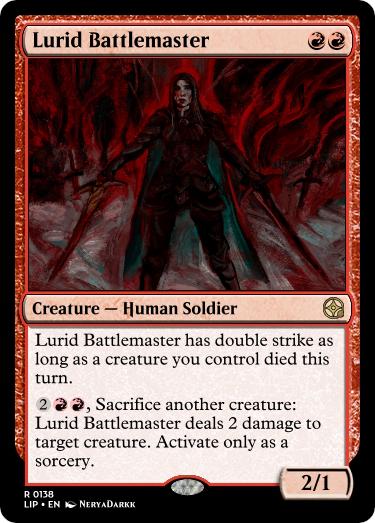 Lurid Battlemaster
Creature — Human Soldier
Lurid Battlemaster has double strike as
long as a creature you control died this
turn.
2, Sacrifice another creature:
Lurid Battlemaster deals 2 damage to
target creature. Activate only as a
sorcery.
2/1
R 0138
LIP • EN NeryaDarkk